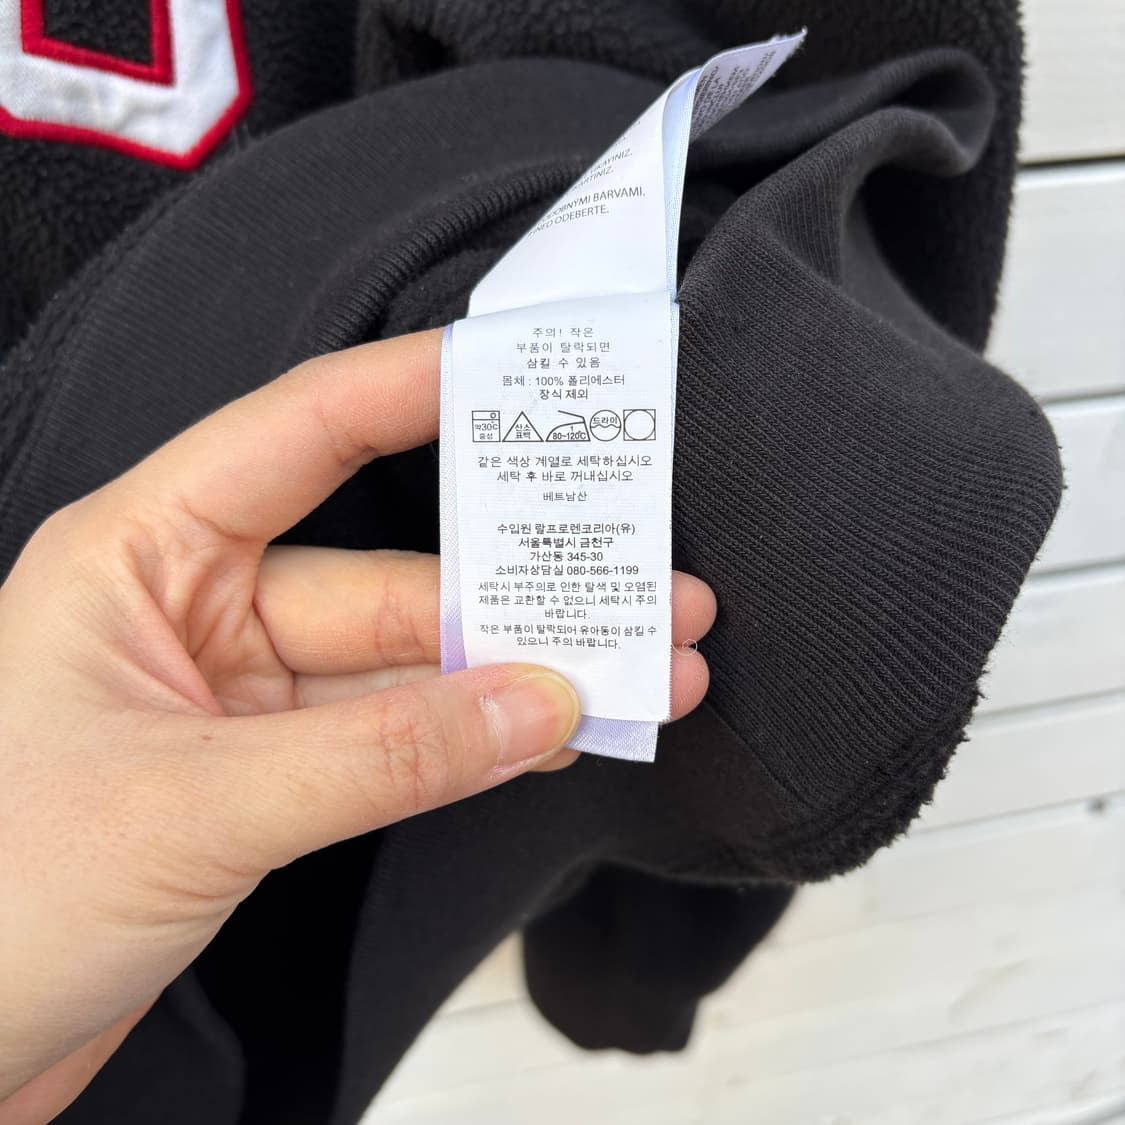 KAYINIZ.
BARVAMI.
ODEBERTE.
주의! 작은
부품이 탈락되면
삼킬 수 있음
몸체 : 100% 폴리에스터
장식 제외
약30℃
중성
산소
표백
80~120℃
드라이
같은 색상 계열로 세탁하십시오
세탁 후 바로 꺼내십시오
베트남산
수입원 랄프로렌코리아(유)
서울특별시 금천구
가산동 345-30
소비자상담실 080-566-1199
세탁시 부주의로 인한 탈색 및 오염된
제품은 교환할 수 없으니 세탁시 주의
바랍니다.
작은 부품이 탈락되어 유아동이 삼킬 수
있으니 주의 바랍니다.